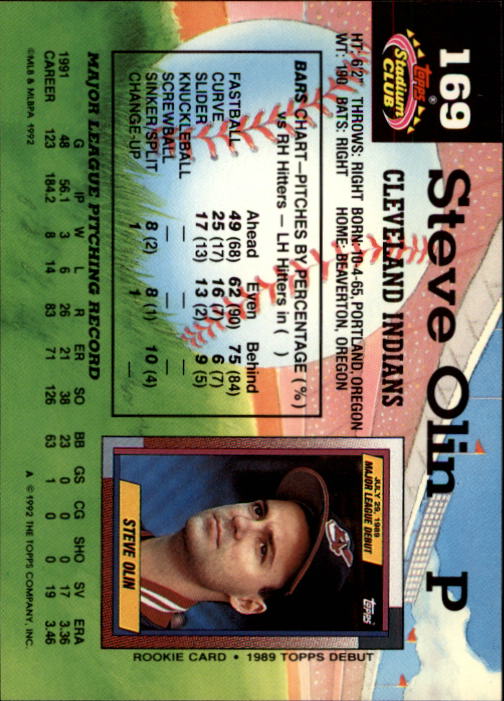 169
TOPPS
Stadium
CLUB
Steve Olin P
CLEVELAND INDIANS
HT: 6'2" THROWS: RIGHT BORN: 10-4-65, PORTLAND, OREGON
WT: 190 BATS: RIGHT HOME: BEAVERTON, OREGON
BARS CHART—PITCHES BY PERCENTAGE (%)
vs RH Hitters — LH Hitters in ( )
Ahead Even Behind
FASTBALL 49 (68) 62 (90) 75 (84)
CURVE 25 (17) 16 (7) 6 (7)
SLIDER 17 (13) 13 (2) 9 (5)
KNUCKLEBALL — — —
SCREWBALL — — —
SINKER/SPLIT 8 (2) 8 (1) 10 (4)
CHANGE-UP 1 1 —
JULY 29, 1989
MAJOR LEAGUE DEBUT
TOPPS
STEVE OLIN
ROOKIE CARD • 1989 TOPPS DEBUT
MAJOR LEAGUE PITCHING RECORD
G IP W L R ER SO BB GS CG SHO SV ERA
1991 48 56.1 3 6 26 21 38 23 1 0 0 17 3.36
CAREER 123 184.2 8 14 83 71 126 63 0 0 19 3.46
©MLB & MLBPA 1992
A © 1992 THE TOPPS COMPANY, INC.